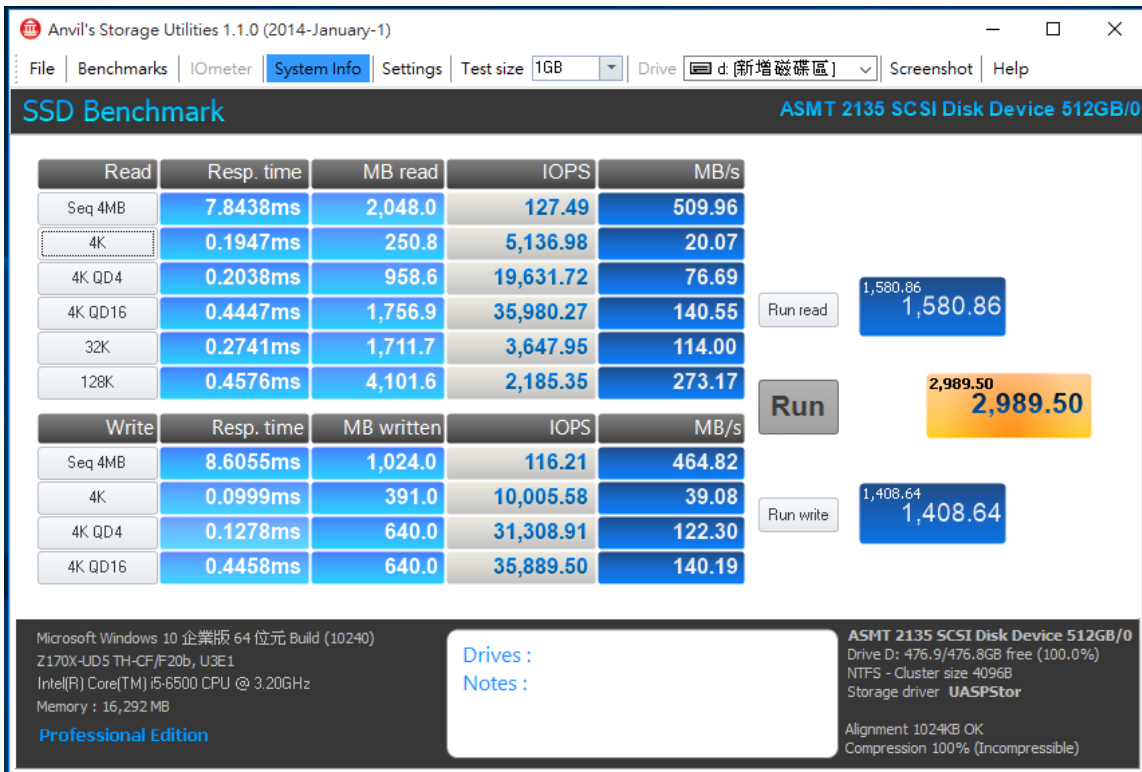 Anvil's Storage Utilities 1.1.0 (2014-January-1)
File Benchmarks IOmeter System Info Settings Test size 1GB Drive d: [新增磁碟區] Screenshot Help
SSD Benchmark ASMT 2135 SCSI Disk Device 512GB/0
Read Resp. time MB read IOPS MB/s
Seq 4MB 7.8438ms 2,048.0 127.49 509.96
4K 0.1947ms 250.8 5,136.98 20.07
4K QD4 0.2038ms 958.6 19,631.72 76.69
4K QD16 0.4447ms 1,756.9 35,980.27 140.55
32K 0.2741ms 1,711.7 3,647.95 114.00
128K 0.4576ms 4,101.6 2,185.35 273.17
Run read
1,580.86
1,580.86
Run
2,989.50
2,989.50
Write Resp. time MB written IOPS MB/s
Seq 4MB 8.6055ms 1,024.0 116.21 464.82
4K 0.0999ms 391.0 10,005.58 39.08
4K QD4 0.1278ms 640.0 31,308.91 122.30
4K QD16 0.4458ms 640.0 35,889.50 140.19
Run write
1,408.64
1,408.64
Microsoft Windows 10 企業版 64 位元 Build (10240)
Z170X-UD5 TH-CF/F20b, U3E1
Intel(R) Core(TM) i5-6500 CPU @ 3.20GHz
Memory : 16,292 MB
Professional Edition
Drives :
Notes :
ASMT 2135 SCSI Disk Device 512GB/0
Drive D: 476.9/476.8GB free (100.0%)
NTFS - Cluster size 4096B
Storage driver UASPStor
Alignment 1024KB OK
Compression 100% (Incompressible)